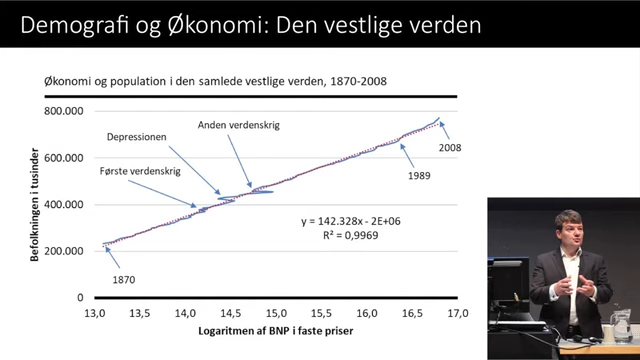 Demografi og Økonomi: Den vestlige verden
Økonomi og population i den samlede vestlige verden, 1870-2008
800.000
600.000
400.000
200.000
0
Befolkningen i tusinder
Anden verdenskrig
Depressionen
Første verdenskrig
2008
1989
y = 142.328x - 2E+06
R² = 0,9969
1870
13,0 13,5 14,0 14,5 15,0 15,5 16,0 16,5 17,0
Logaritmen af BNP i faste priser